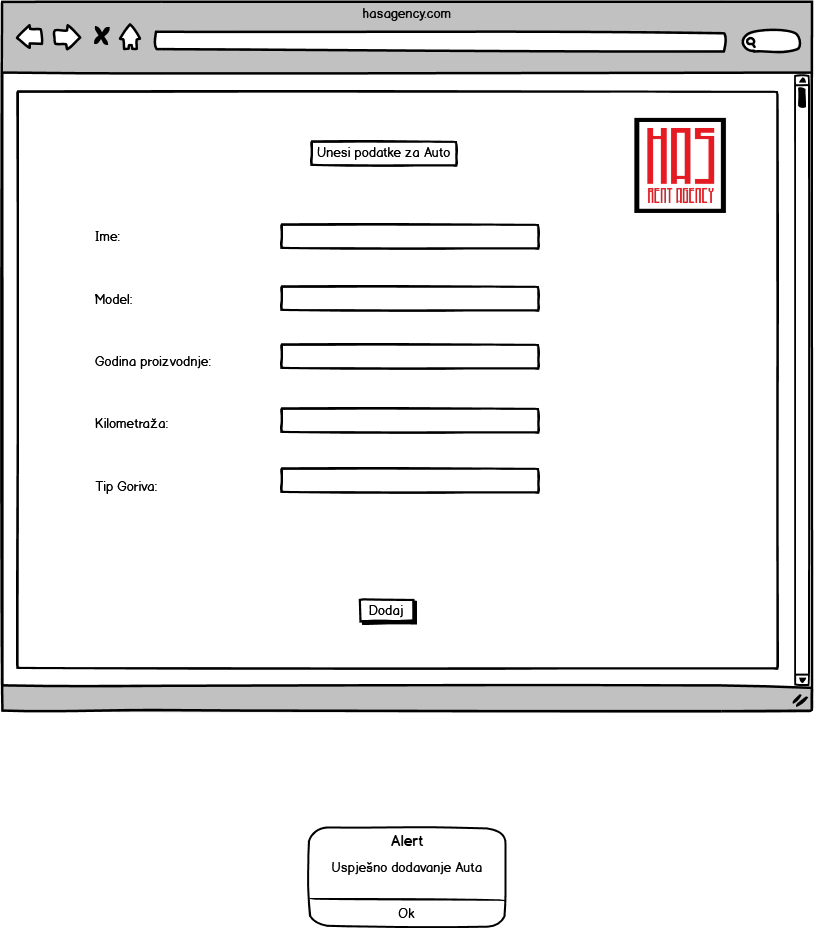 hasagency.com
Unesi podatke za Auto
HAS
RENT AGENCY
Ime:
Model:
Godina proizvodnje:
Kilometraža:
Tip Goriva:
Dodaj
Alert
Uspješno dodavanje Auta
Ok